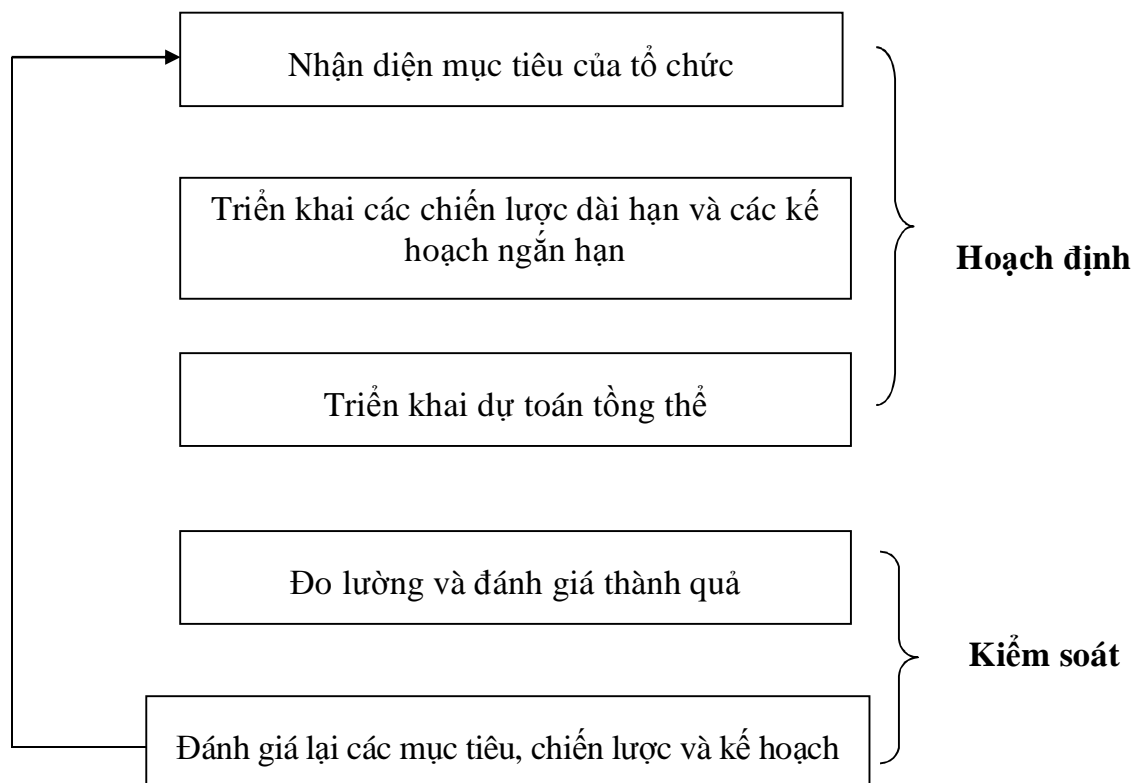 Nhận diện mục tiêu của tổ chức
Triển khai các chiến lược dài hạn và các kế
hoạch ngắn hạn
Hoạch định
Triển khai dự toán tồng thể
Đo lường và đánh giá thành quả
Kiểm soát
Đánh giá lại các mục tiêu, chiến lược và kế hoạch